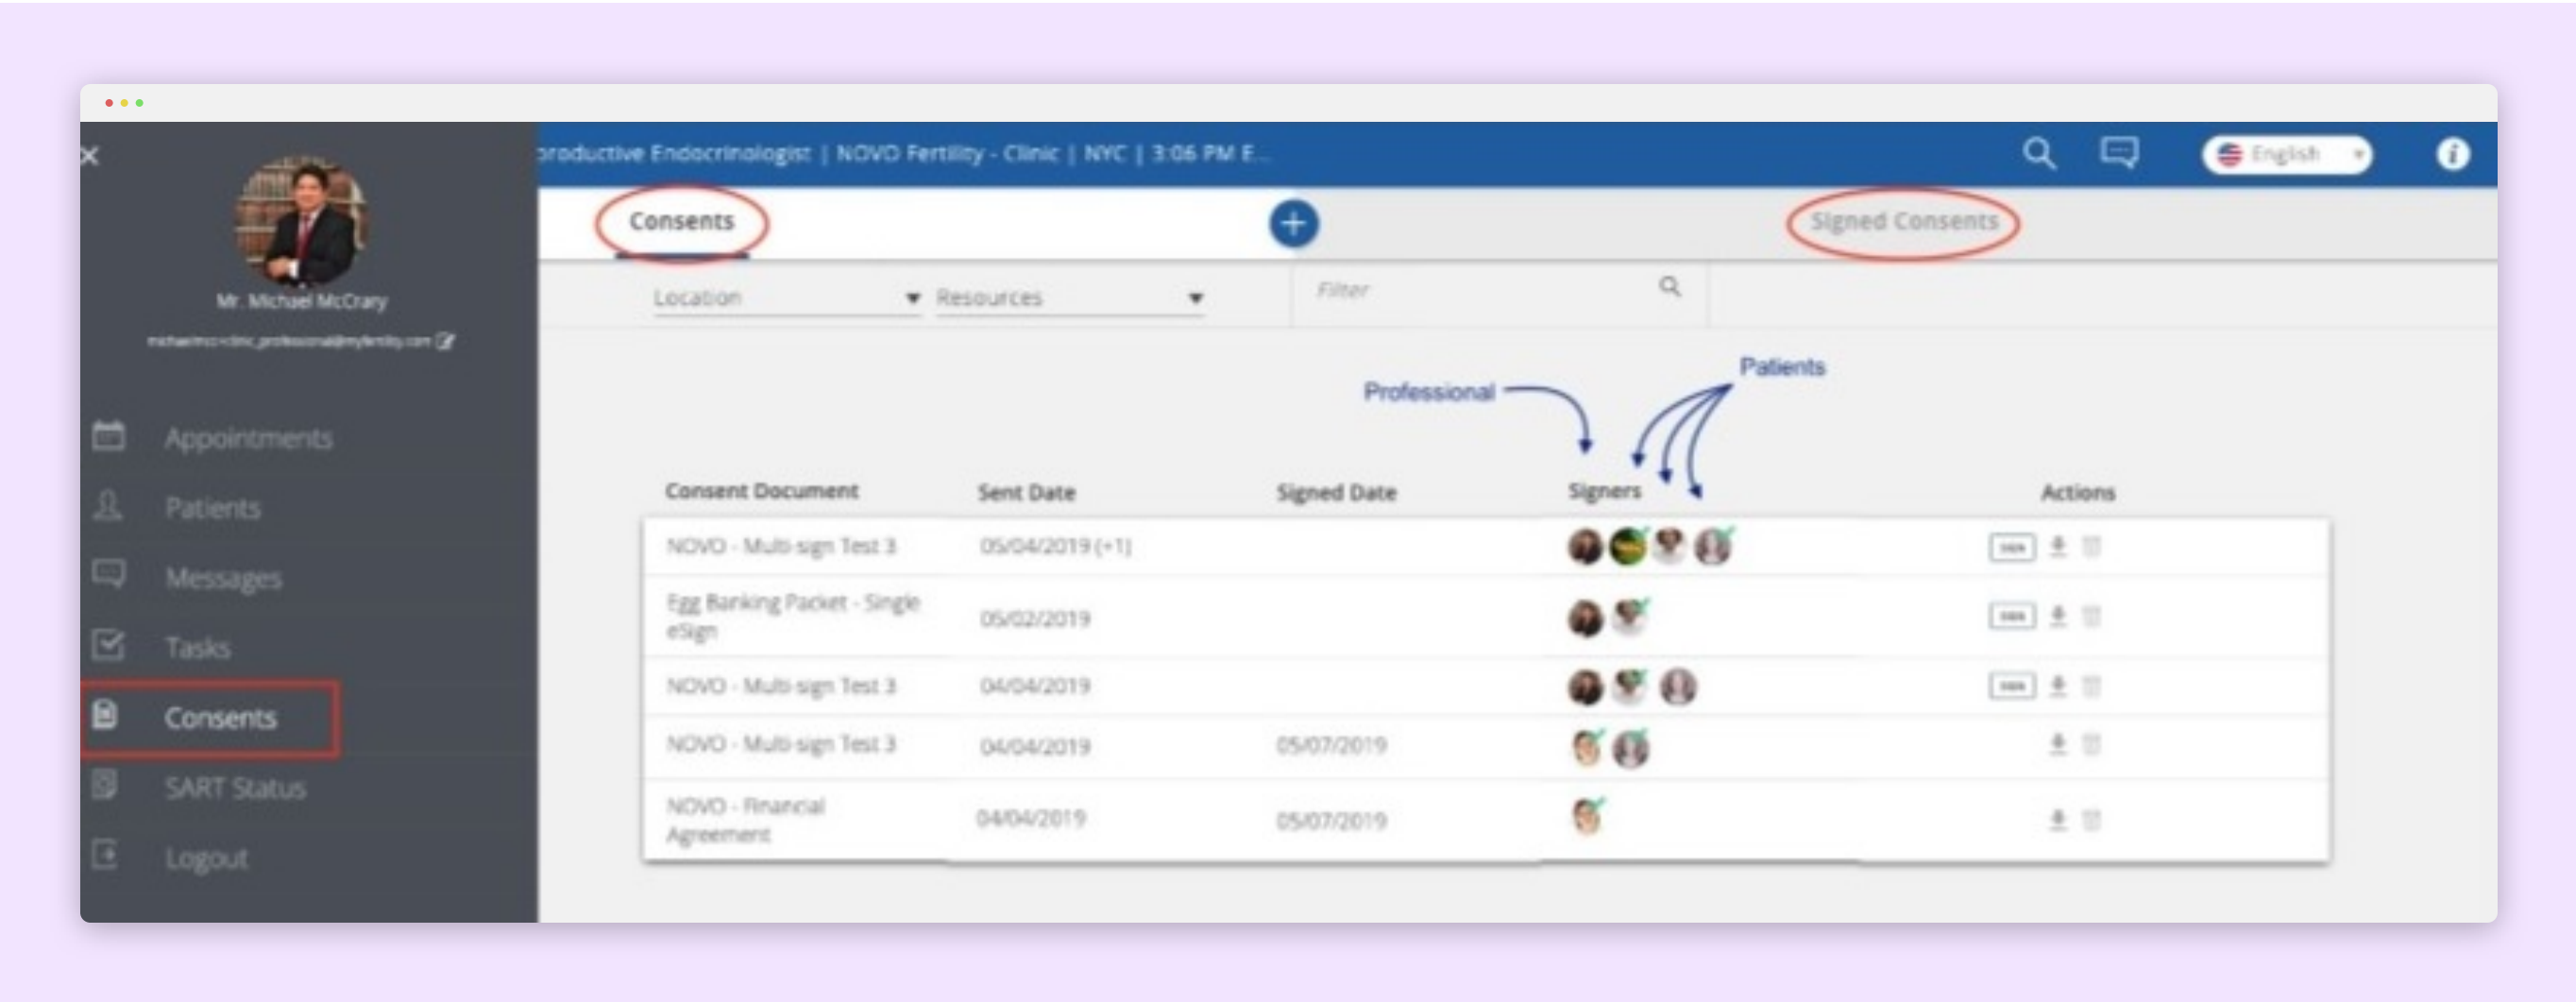 productive Endocrinologist | NOVO Fertility - Clinic | NYC | 3:06 PM E...
English
Mr. Michael McCrary
Consents
Signed Consents
Location
Resources
Filter
Appointments
Patients
Messages
Tasks
Consents
SART Status
Logout
Professional
Patients
Consent Document Sent Date Signed Date Signers Actions
NOVO - Multi-sign Test 3 05/04/2019 (+1)
Egg Banking Packet - Single
eSign 05/02/2019
NOVO - Multi-sign Test 3 04/04/2019
NOVO - Multi-sign Test 3 04/04/2019 05/07/2019
NOVO - Financial
Agreement 04/04/2019 05/07/2019